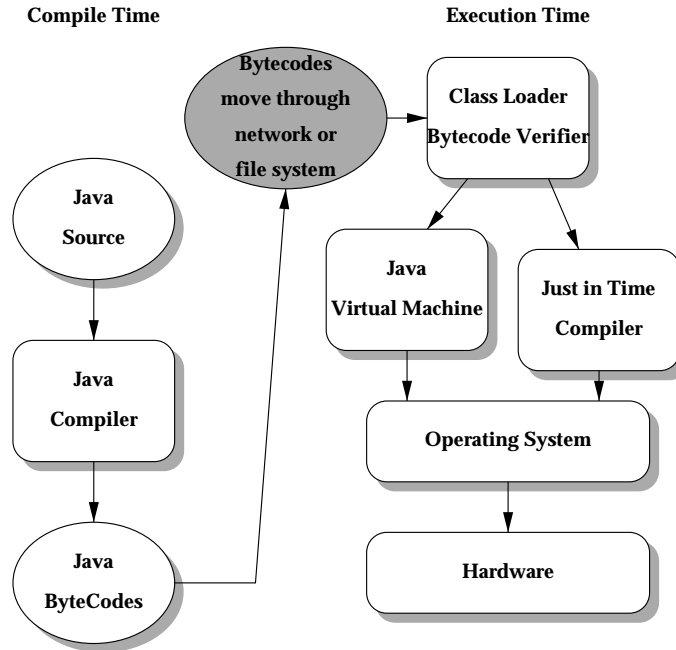 Compile Time
Execution Time
Bytecodes
move through
network or
file system
Class Loader
Bytecode Verifier
Java
Source
Java
Virtual Machine
Just in Time
Compiler
Java
Compiler
Operating System
Java
ByteCodes
Hardware